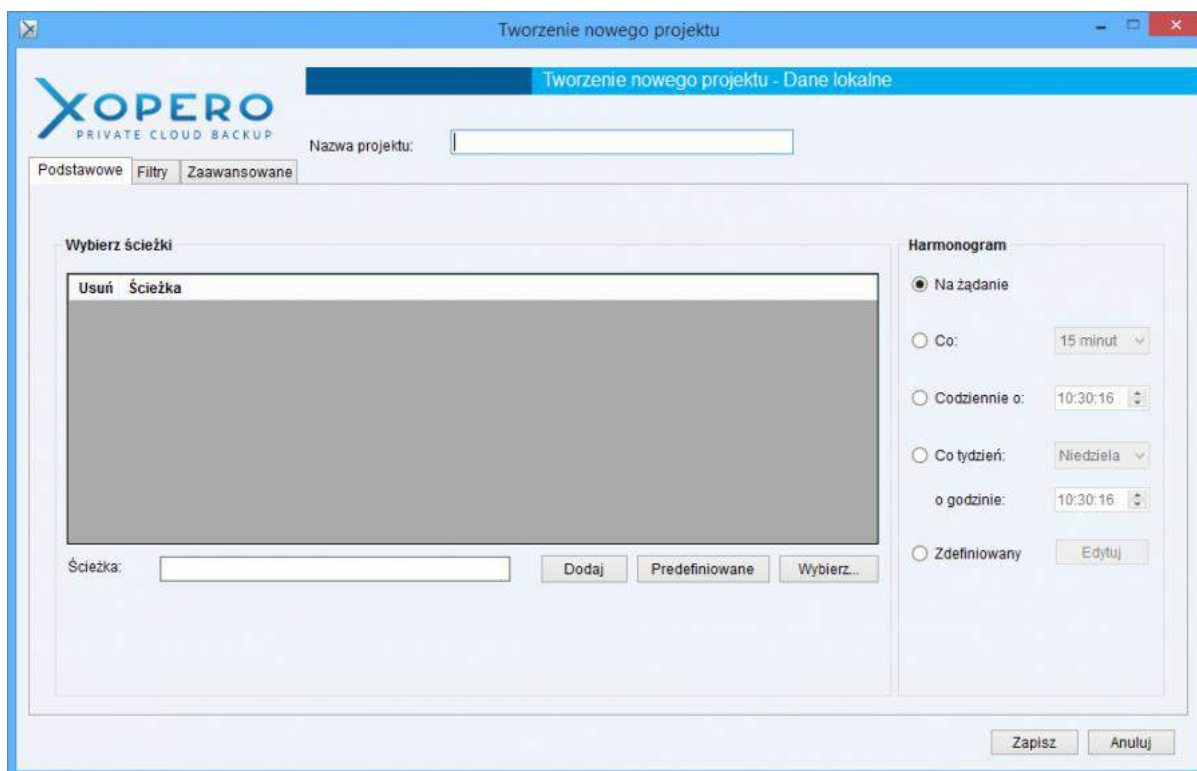 Tworzenie nowego projektu
Tworzenie nowego projektu - Dane lokalne
XOPERO
PRIVATE CLOUD BACKUP
Nazwa projektu:
Podstawowe Filtry Zaawansowane
Wybierz ścieżki
Usuń Ścieżka
Ścieżka:
Dodaj Predefiniowane Wybierz...
Harmonogram
Na żądanie
Co: 15 minut
Codziennie o: 10:30:16
Co tydzień: Niedziela
o godzinie: 10:30:16
Zdefiniowany Edytuj
Zapisz Anuluj